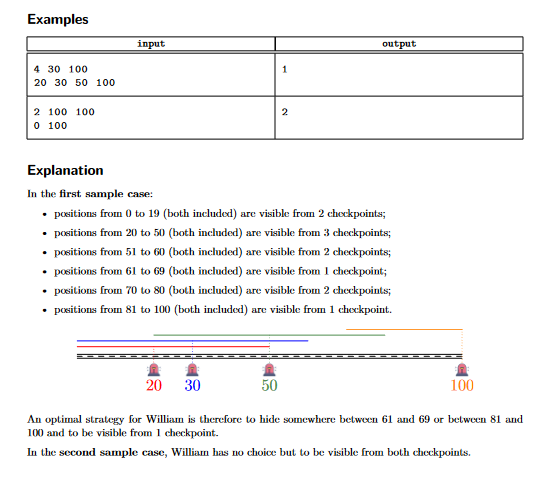 Examples
input output
4 30 100 1
20 30 50 100
2 100 100 2
0 100
Explanation
In the first sample case:
• positions from 0 to 19 (both included) are visible from 2 checkpoints;
• positions from 20 to 50 (both included) are visible from 3 checkpoints;
• positions from 51 to 60 (both included) are visible from 2 checkpoints;
• positions from 61 to 69 (both included) are visible from 1 checkpoint;
• positions from 70 to 80 (both included) are visible from 2 checkpoints;
• positions from 81 to 100 (both included) are visible from 1 checkpoint.
20 30 50 100
An optimal strategy for William is therefore to hide somewhere between 61 and 69 or between 81 and
100 and to be visible from 1 checkpoint.
In the second sample case, William has no choice but to be visible from both checkpoints.